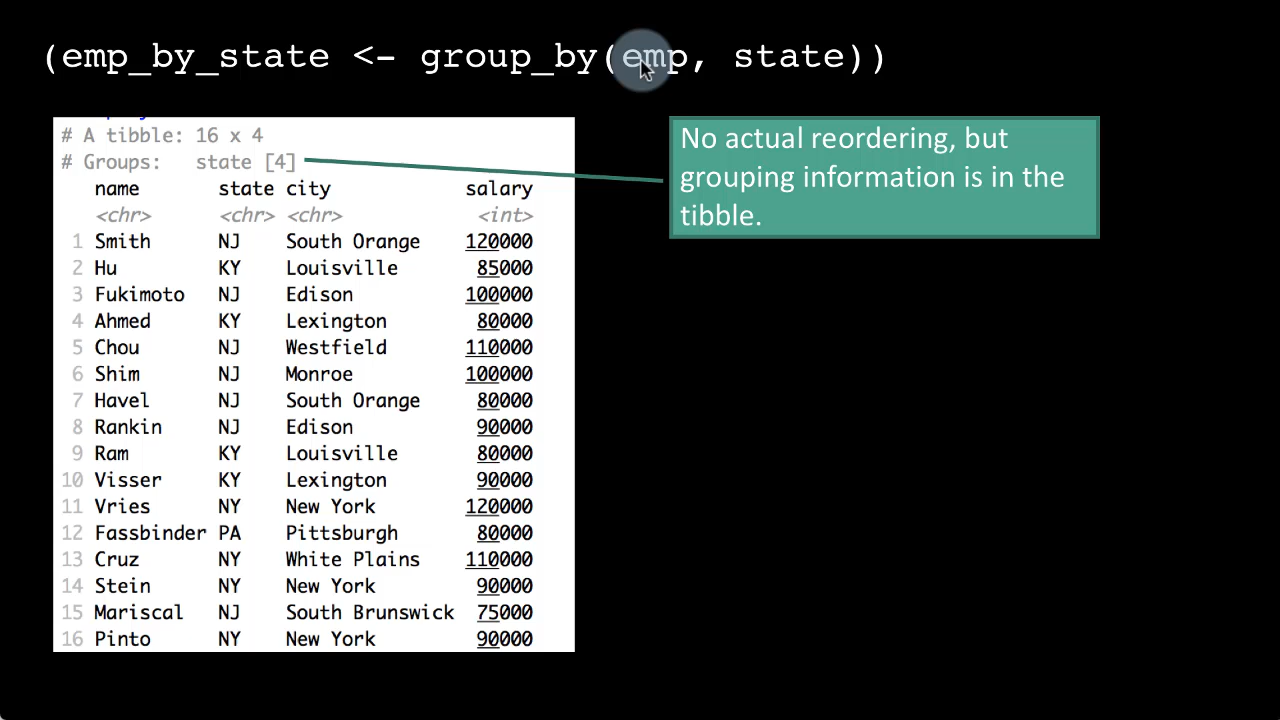 (emp_by_state <- group_by(emp, state))
# A tibble: 16 x 4
# Groups:   state [4]
name state city salary
<chr> <chr> <chr> <int>
1 Smith NJ South Orange 120000
2 Hu KY Louisville 85000
3 Fukimoto NJ Edison 100000
4 Ahmed KY Lexington 80000
5 Chou NJ Westfield 110000
6 Shim NJ Monroe 100000
7 Havel NJ South Orange 80000
8 Rankin NJ Edison 90000
9 Ram KY Louisville 80000
10 Visser KY Lexington 90000
11 Vries NY New York 120000
12 Fassbinder PA Pittsburgh 80000
13 Cruz NY White Plains 110000
14 Stein NY New York 90000
15 Mariscal NJ South Brunswick 75000
16 Pinto NY New York 90000
No actual reordering, but
grouping information is in the
tibble.